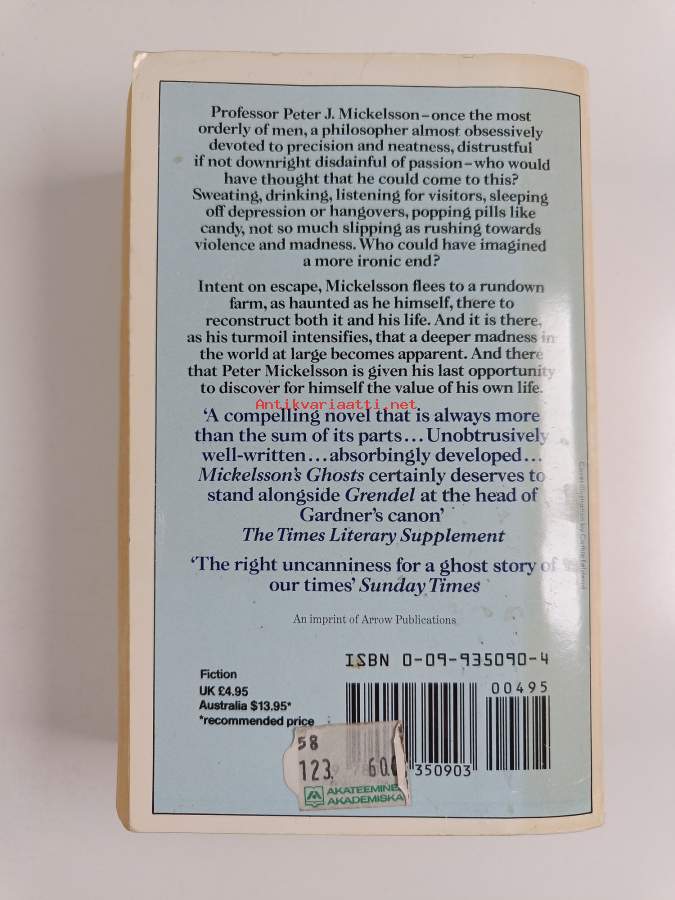 Professor Peter J. Mickelsson–once the most
orderly of men, a philosopher almost obsessively
devoted to precision and neatness, distrustful
if not downright disdainful of passion–who would
have thought that he could come to this?
Sweating, drinking, listening for visitors, sleeping
off depression or hangovers, popping pills like
candy, not so much slipping as rushing towards
violence and madness. Who could have imagined
a more ironic end?
Intent on escape, Mickelsson flees to a rundown
farm, as haunted as he himself, there to
reconstruct both it and his life. And it is there,
as his turmoil intensifies, that a deeper madness in
the world at large becomes apparent. And there
that Peter Mickelsson is given his last opportunity
to discover for himself the value of his own life.
Antikvariaatti.net
‘A compelling novel that is always more
than the sum of its parts...Unobtrusively
well-written...absorbingly developed...
Mickelsson's Ghosts certainly deserves to
stand alongside Grendel at the head of
Gardner's canon’
The Times Literary Supplement
‘The right uncanniness for a ghost story of
our times’ Sunday Times
An imprint of Arrow Publications
Cover illustration by
ISBN 0-09-935090-4
Fiction
UK £4.95
Australia $13.95*
*recommended price
00495
350903
58
123. 60.
AKATEEMINE
AKADEMISKA